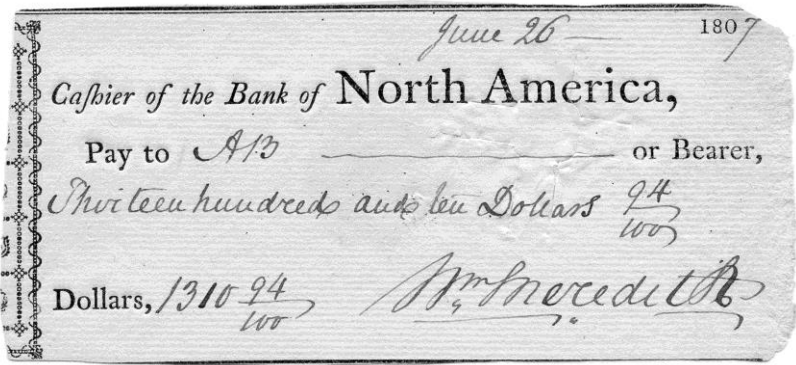 June 26 — 1807
Caſhier of the Bank of North America,
Pay to AB ——— or Bearer,
Thirteen hundred and ten Dollars 94/100
Dollars, 1310 94/100
Wm Meredith